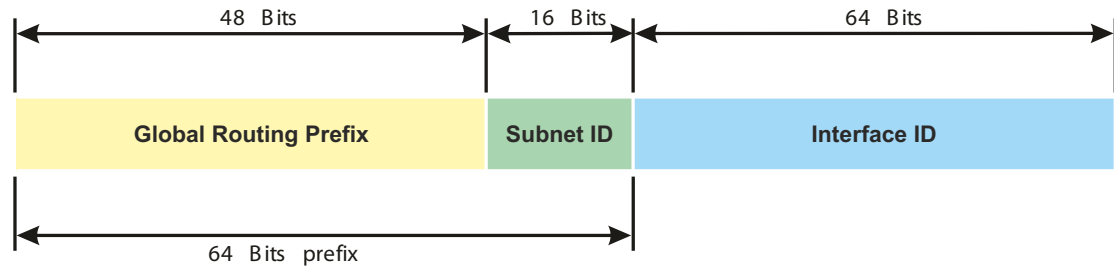 48 Bits
16 Bits
64 Bits
Global Routing Prefix
Subnet ID
Interface ID
64 Bits prefix